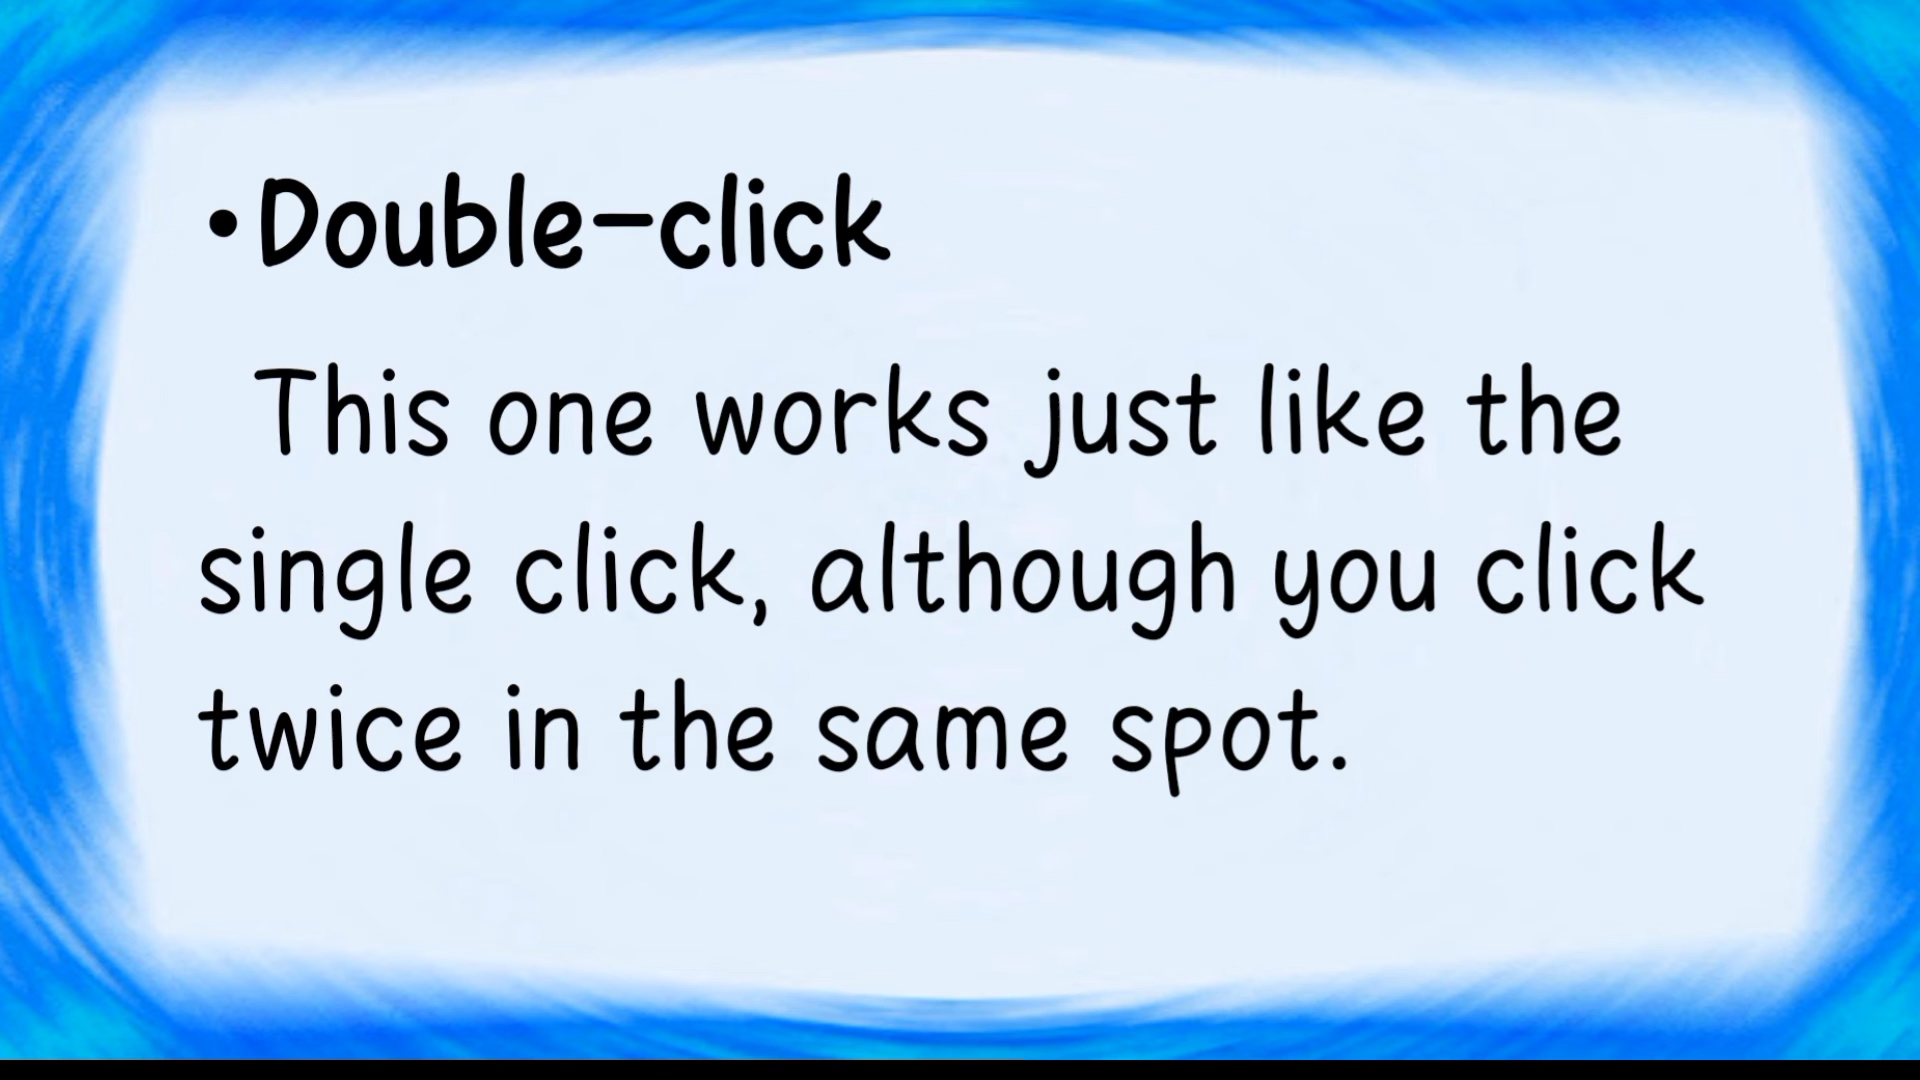 •Double-click
This one works just like the
single click, although you click
twice in the same spot.